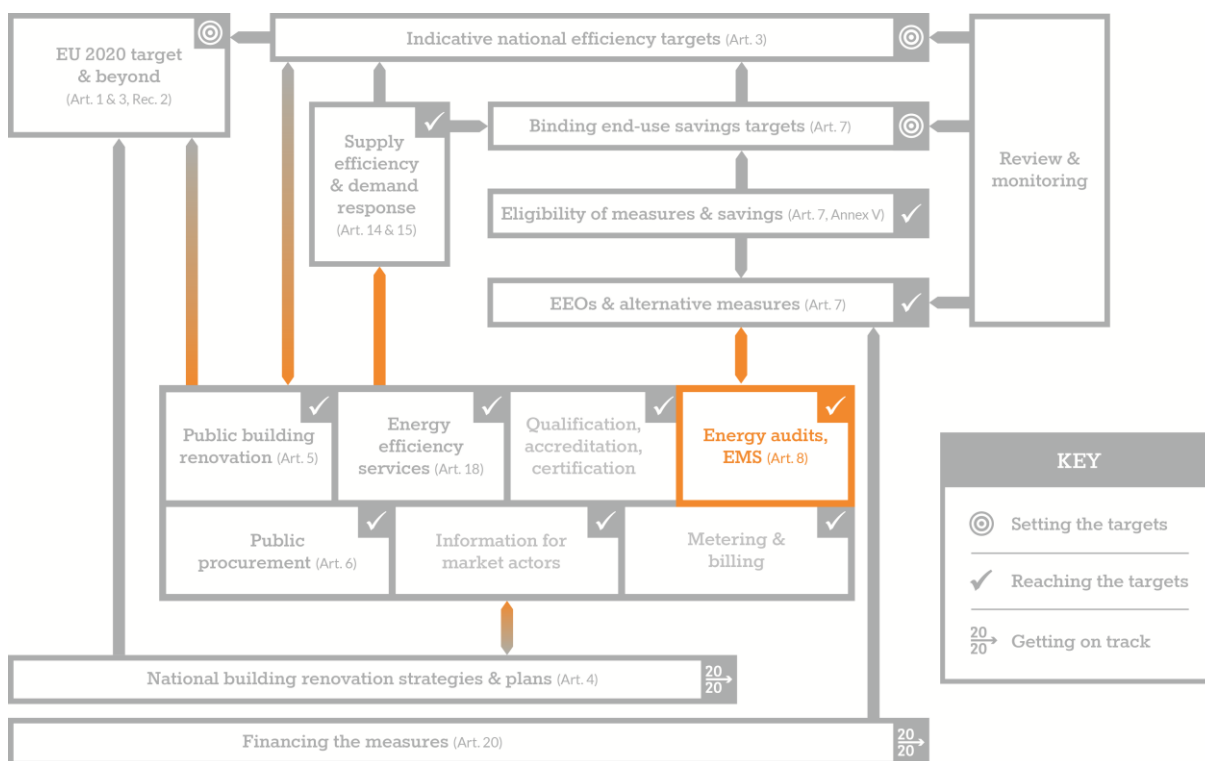 EU 2020 target
& beyond
(Art. 1 & 3, Rec. 2)
Indicative national efficiency targets (Art. 3)
Supply
efficiency
& demand
response
(Art. 14 & 15)
Binding end-use savings targets (Art. 7)
Eligibility of measures & savings (Art. 7, Annex V)
EEOs & alternative measures (Art. 7)
Review &
monitoring
Public building
renovation (Art. 5)
Energy
efficiency
services (Art. 18)
Qualification,
accreditation,
certification
Energy audits,
EMS (Art. 8)
Public
procurement (Art. 6)
Information for
market actors
Metering &
billing
National building renovation strategies & plans (Art. 4)
20
20
Financing the measures (Art. 20)
20
20
KEY
Setting the targets
Reaching the targets
20
20
Getting on track